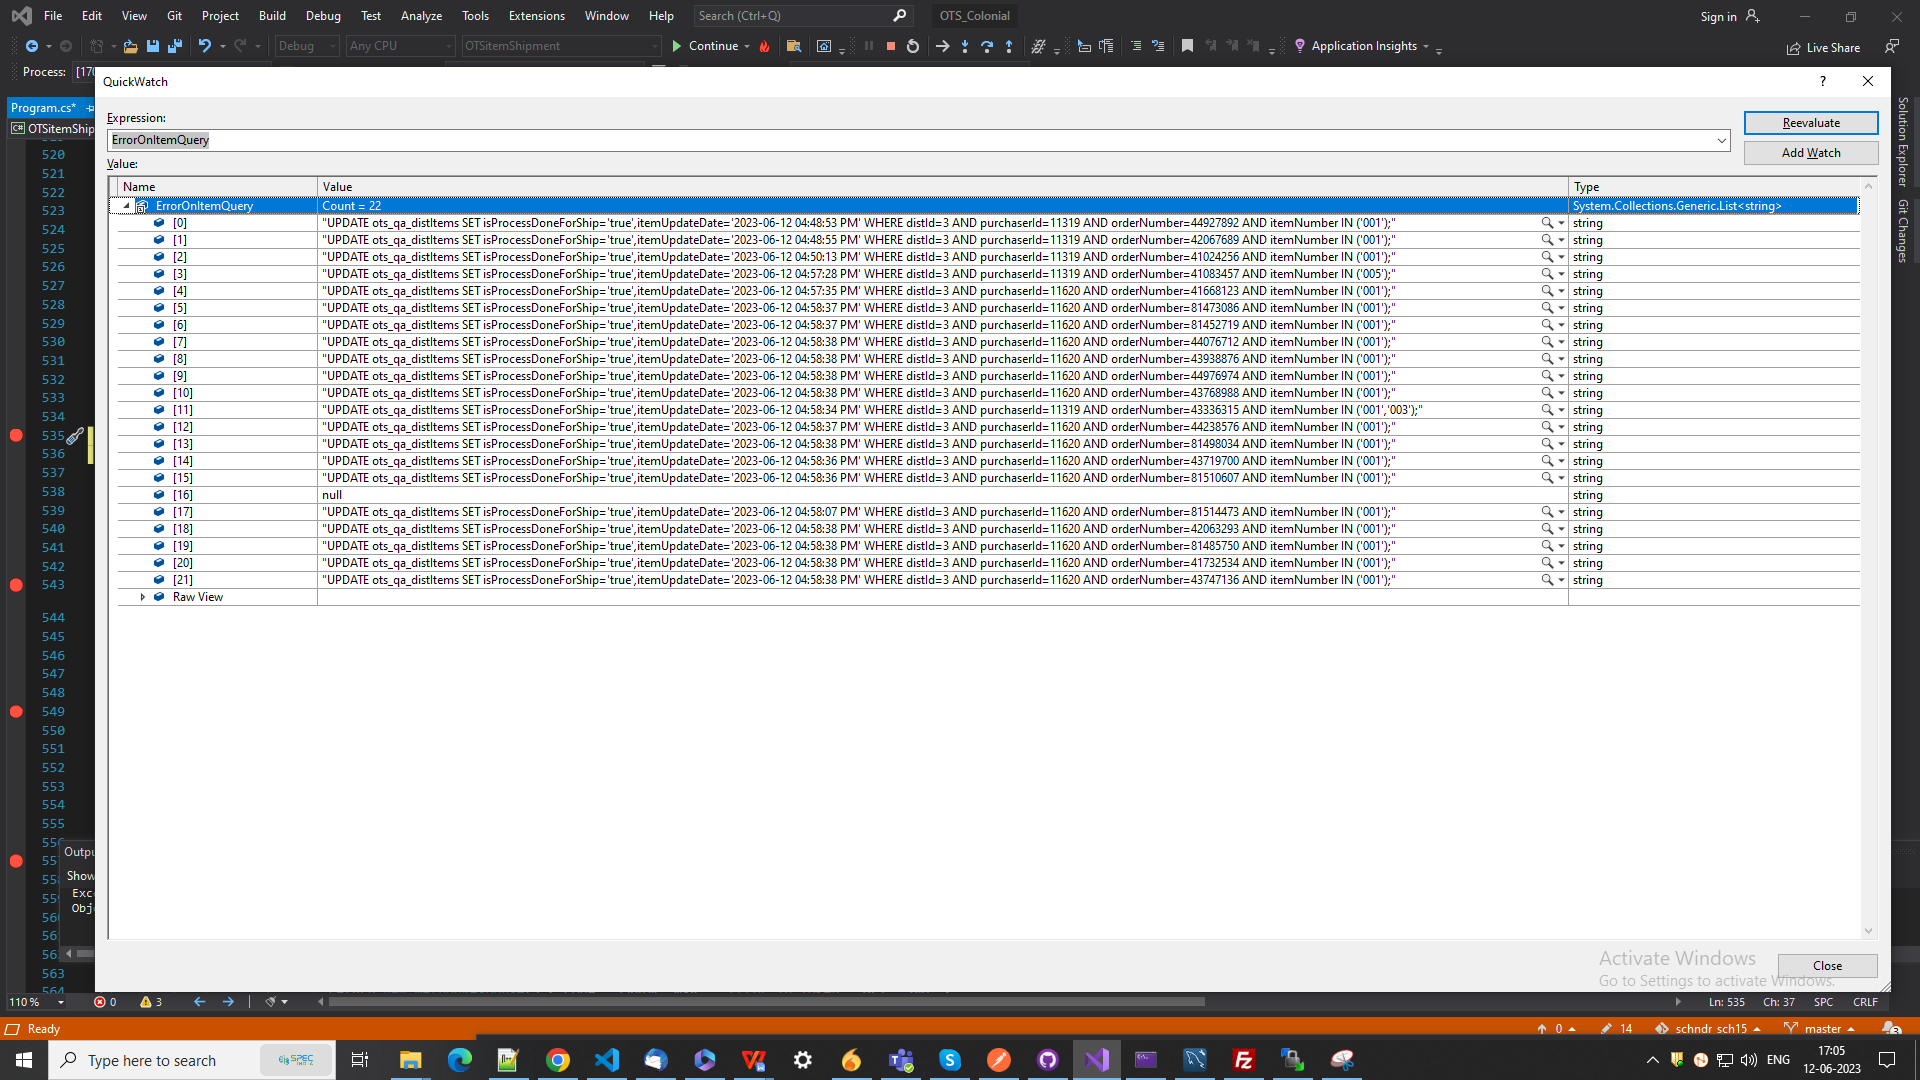 File Edit View Git Project Build Debug Test Analyze Tools Extensions Window Help Search (Ctrl+Q) OTS_Colonial Sign in
Debug Any CPU OTSitemShipment Continue Application Insights Live Share
Process: [170
QuickWatch ?
Program.cs*
OTSitemShip
Expression:
ErrorOnItemQuery
Reevaluate
Add Watch
Value:
Name Value Type
ErrorOnItemQuery Count = 22 System.Collections.Generic.List<string>
[0] "UPDATE ots_qa_distItems SET isProcessDoneForShip='true',itemUpdateDate='2023-06-12 04:48:53 PM' WHERE distId=3 AND purchaserId=11319 AND orderNumber=44927892 AND itemNumber IN ('001');" string
[1] "UPDATE ots_qa_distItems SET isProcessDoneForShip='true',itemUpdateDate='2023-06-12 04:48:55 PM' WHERE distId=3 AND purchaserId=11319 AND orderNumber=42067689 AND itemNumber IN ('001');" string
[2] "UPDATE ots_qa_distItems SET isProcessDoneForShip='true',itemUpdateDate='2023-06-12 04:50:13 PM' WHERE distId=3 AND purchaserId=11319 AND orderNumber=41024256 AND itemNumber IN ('001');" string
[3] "UPDATE ots_qa_distItems SET isProcessDoneForShip='true',itemUpdateDate='2023-06-12 04:57:28 PM' WHERE distId=3 AND purchaserId=11319 AND orderNumber=41083457 AND itemNumber IN ('005');" string
[4] "UPDATE ots_qa_distItems SET isProcessDoneForShip='true',itemUpdateDate='2023-06-12 04:57:35 PM' WHERE distId=3 AND purchaserId=11620 AND orderNumber=41668123 AND itemNumber IN ('001');" string
[5] "UPDATE ots_qa_distItems SET isProcessDoneForShip='true',itemUpdateDate='2023-06-12 04:58:37 PM' WHERE distId=3 AND purchaserId=11620 AND orderNumber=81473086 AND itemNumber IN ('001');" string
[6] "UPDATE ots_qa_distItems SET isProcessDoneForShip='true',itemUpdateDate='2023-06-12 04:58:37 PM' WHERE distId=3 AND purchaserId=11620 AND orderNumber=81452719 AND itemNumber IN ('001');" string
[7] "UPDATE ots_qa_distItems SET isProcessDoneForShip='true',itemUpdateDate='2023-06-12 04:58:38 PM' WHERE distId=3 AND purchaserId=11620 AND orderNumber=44076712 AND itemNumber IN ('001');" string
[8] "UPDATE ots_qa_distItems SET isProcessDoneForShip='true',itemUpdateDate='2023-06-12 04:58:38 PM' WHERE distId=3 AND purchaserId=11620 AND orderNumber=43938876 AND itemNumber IN ('001');" string
[9] "UPDATE ots_qa_distItems SET isProcessDoneForShip='true',itemUpdateDate='2023-06-12 04:58:38 PM' WHERE distId=3 AND purchaserId=11620 AND orderNumber=44976974 AND itemNumber IN ('001');" string
[10] "UPDATE ots_qa_distItems SET isProcessDoneForShip='true',itemUpdateDate='2023-06-12 04:58:38 PM' WHERE distId=3 AND purchaserId=11620 AND orderNumber=43768988 AND itemNumber IN ('001');" string
[11] "UPDATE ots_qa_distItems SET isProcessDoneForShip='true',itemUpdateDate='2023-06-12 04:58:34 PM' WHERE distId=3 AND purchaserId=11319 AND orderNumber=43336315 AND itemNumber IN ('001','003');" string
[12] "UPDATE ots_qa_distItems SET isProcessDoneForShip='true',itemUpdateDate='2023-06-12 04:58:37 PM' WHERE distId=3 AND purchaserId=11620 AND orderNumber=44238576 AND itemNumber IN ('001');" string
[13] "UPDATE ots_qa_distItems SET isProcessDoneForShip='true',itemUpdateDate='2023-06-12 04:58:38 PM' WHERE distId=3 AND purchaserId=11620 AND orderNumber=81498034 AND itemNumber IN ('001');" string
[14] "UPDATE ots_qa_distItems SET isProcessDoneForShip='true',itemUpdateDate='2023-06-12 04:58:36 PM' WHERE distId=3 AND purchaserId=11620 AND orderNumber=43719700 AND itemNumber IN ('001');" string
[15] "UPDATE ots_qa_distItems SET isProcessDoneForShip='true',itemUpdateDate='2023-06-12 04:58:36 PM' WHERE distId=3 AND purchaserId=11620 AND orderNumber=81510607 AND itemNumber IN ('001');" string
[16] null string
[17] "UPDATE ots_qa_distItems SET isProcessDoneForShip='true',itemUpdateDate='2023-06-12 04:58:07 PM' WHERE distId=3 AND purchaserId=11620 AND orderNumber=81514473 AND itemNumber IN ('001');" string
[18] "UPDATE ots_qa_distItems SET isProcessDoneForShip='true',itemUpdateDate='2023-06-12 04:58:38 PM' WHERE distId=3 AND purchaserId=11620 AND orderNumber=42063293 AND itemNumber IN ('001');" string
[19] "UPDATE ots_qa_distItems SET isProcessDoneForShip='true',itemUpdateDate='2023-06-12 04:58:38 PM' WHERE distId=3 AND purchaserId=11620 AND orderNumber=81485750 AND itemNumber IN ('001');" string
[20] "UPDATE ots_qa_distItems SET isProcessDoneForShip='true',itemUpdateDate='2023-06-12 04:58:38 PM' WHERE distId=3 AND purchaserId=11620 AND orderNumber=41732534 AND itemNumber IN ('001');" string
[21] "UPDATE ots_qa_distItems SET isProcessDoneForShip='true',itemUpdateDate='2023-06-12 04:58:38 PM' WHERE distId=3 AND purchaserId=11620 AND orderNumber=43747136 AND itemNumber IN ('001');" string
Raw View
Solution Explorer
Git Changes
520
521
522
523
524
525
526
527
528
529
530
531
532
533
534
535
536
537
538
539
540
541
542
543
544
545
546
547
548
549
550
551
552
553
554
555
556
Outpu
Show
Exc
Obj
563
564
Activate Windows
Go to Settings to activate Windows.
Close
110 % 0 3 Ln: 535 Ch: 37 SPC CRLF
Ready 0 14 schndr_sch15 master 3
Type here to search SPEC ENG 17:05
12-06-2023